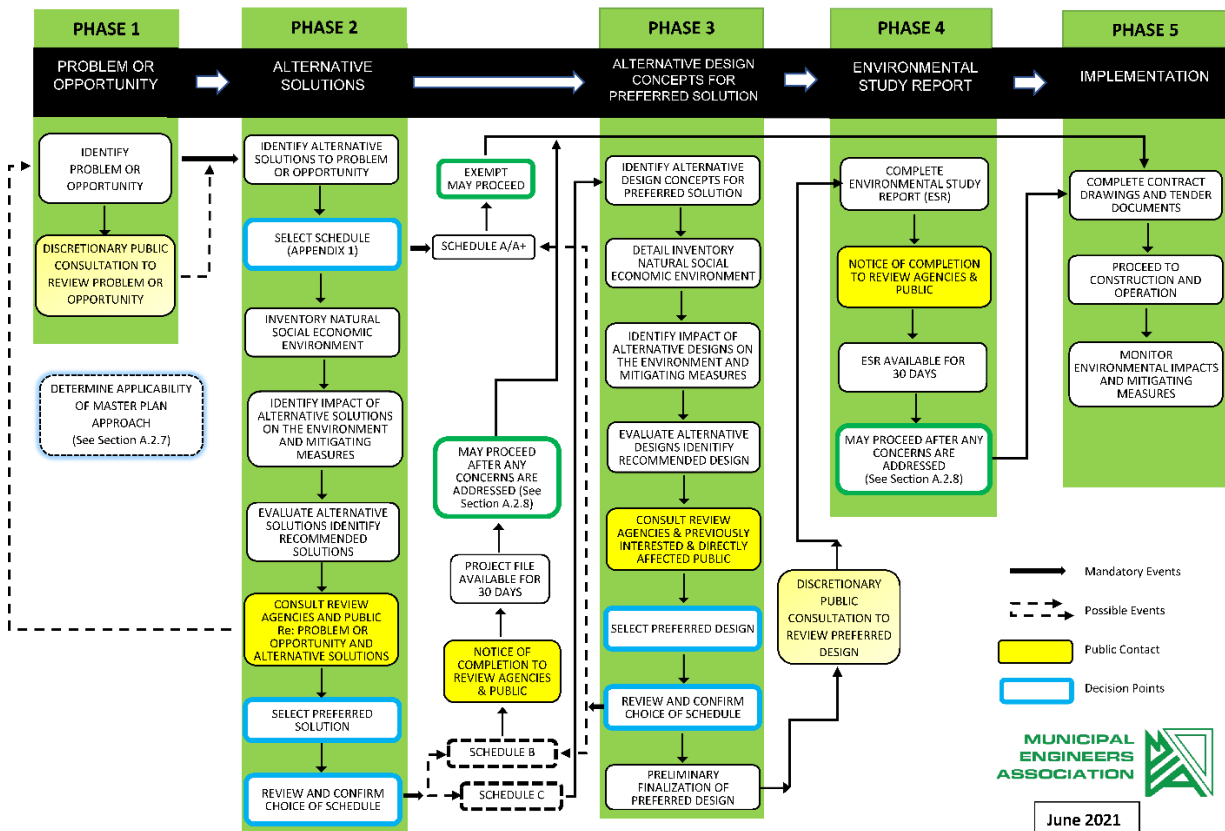 PHASE 1
PHASE 2
PHASE 3
PHASE 4
PHASE 5
PROBLEM OR
OPPORTUNITY
ALTERNATIVE
SOLUTIONS
ALTERNATIVE DESIGN
CONCEPTS FOR
PREFERRED SOLUTION
ENVIRONMENTAL
STUDY REPORT
IMPLEMENTATION
IDENTIFY
PROBLEM OR
OPPORTUNITY
DISCRETIONARY PUBLIC
CONSULTATION TO
REVIEW PROBLEM OR
OPPORTUNITY
DETERMINE APPLICABILITY
OF MASTER PLAN
APPROACH
(See Section A.2.7)
IDENTIFY ALTERNATIVE
SOLUTIONS TO PROBLEM
OR OPPORTUNITY
SELECT SCHEDULE
(APPENDIX 1)
INVENTORY NATURAL
SOCIAL ECONOMIC
ENVIRONMENT
IDENTIFY IMPACT OF
ALTERNATIVE SOLUTIONS
ON THE ENVIRONMENT
AND MITIGATING
MEASURES
EVALUATE ALTERNATIVE
SOLUTIONS IDEINTIFY
RECOMMENDED
SOLUTIONS
CONSULT REVIEW
AGENCIES AND PUBLIC
Re: PROBLEM OR
OPPORTUNITY AND
ALTERNATIVE SOLUTIONS
SELECT PREFERRED
SOLUTION
REVIEW AND CONFIRM
CHOICE OF SCHEDULE
EXEMPT
MAY PROCEED
SCHEDULE A/A+
MAY PROCEED
AFTER ANY
CONCERNS ARE
ADDRESSED (See
Section A.2.8)
PROJECT FILE
AVAILABLE FOR
30 DAYS
NOTICE OF
COMPLETION TO
REVIEW AGENCIES
& PUBLIC
SCHEDULE B
SCHEDULE C
IDENTIFY ALTERNATIVE
DESIGN CONCEPTS FOR
PREFERRED SOLUTION
DETAIL INVENTORY
NATURAL SOCIAL
ECONOMIC ENVIRONMENT
IDENTIFY IMPACT OF
ALTERNATIVE DESIGNS ON
THE ENVIRONMENT AND
MITIGATING MEASURES
EVALUATE ALTERNATIVE
DESIGNS IDEINTIFY
RECOMMENDED DESIGN
CONSULT REVIEW
AGENCIES & PREVIOUSLY
INTERESTED & DIRECTLY
AFFECTED PUBLIC
SELECT PREFERRED DESIGN
REVIEW AND CONFIRM
CHOICE OF SCHEDULE
PRELIMINARY
FINALIZATION OF
PREFERRED DESIGN
DISCRETIONARY
PUBLIC
CONSULTATION TO
REVIEW PREFERRED
DESIGN
COMPLETE
ENVIRONMENTAL STUDY
REPORT (ESR)
NOTICE OF COMPLETION
TO REVIEW AGENCIES &
PUBLIC
ESR AVAILABLE FOR
30 DAYS
MAY PROCEED AFTER ANY
CONCERNS ARE ADDRESSED
(See Section A.2.8)
COMPLETE CONTRACT
DRAWINGS AND TENDER
DOCUMENTS
PROCEED TO
CONSTRUCTION AND
OPERATION
MONITOR
ENVIRONMENTAL IMPACTS
AND MITIGATING
MEASURES
Mandatory Events
Possible Events
Public Contact
Decision Points
MUNICIPAL
ENGINEERS
ASSOCIATION
June 2021